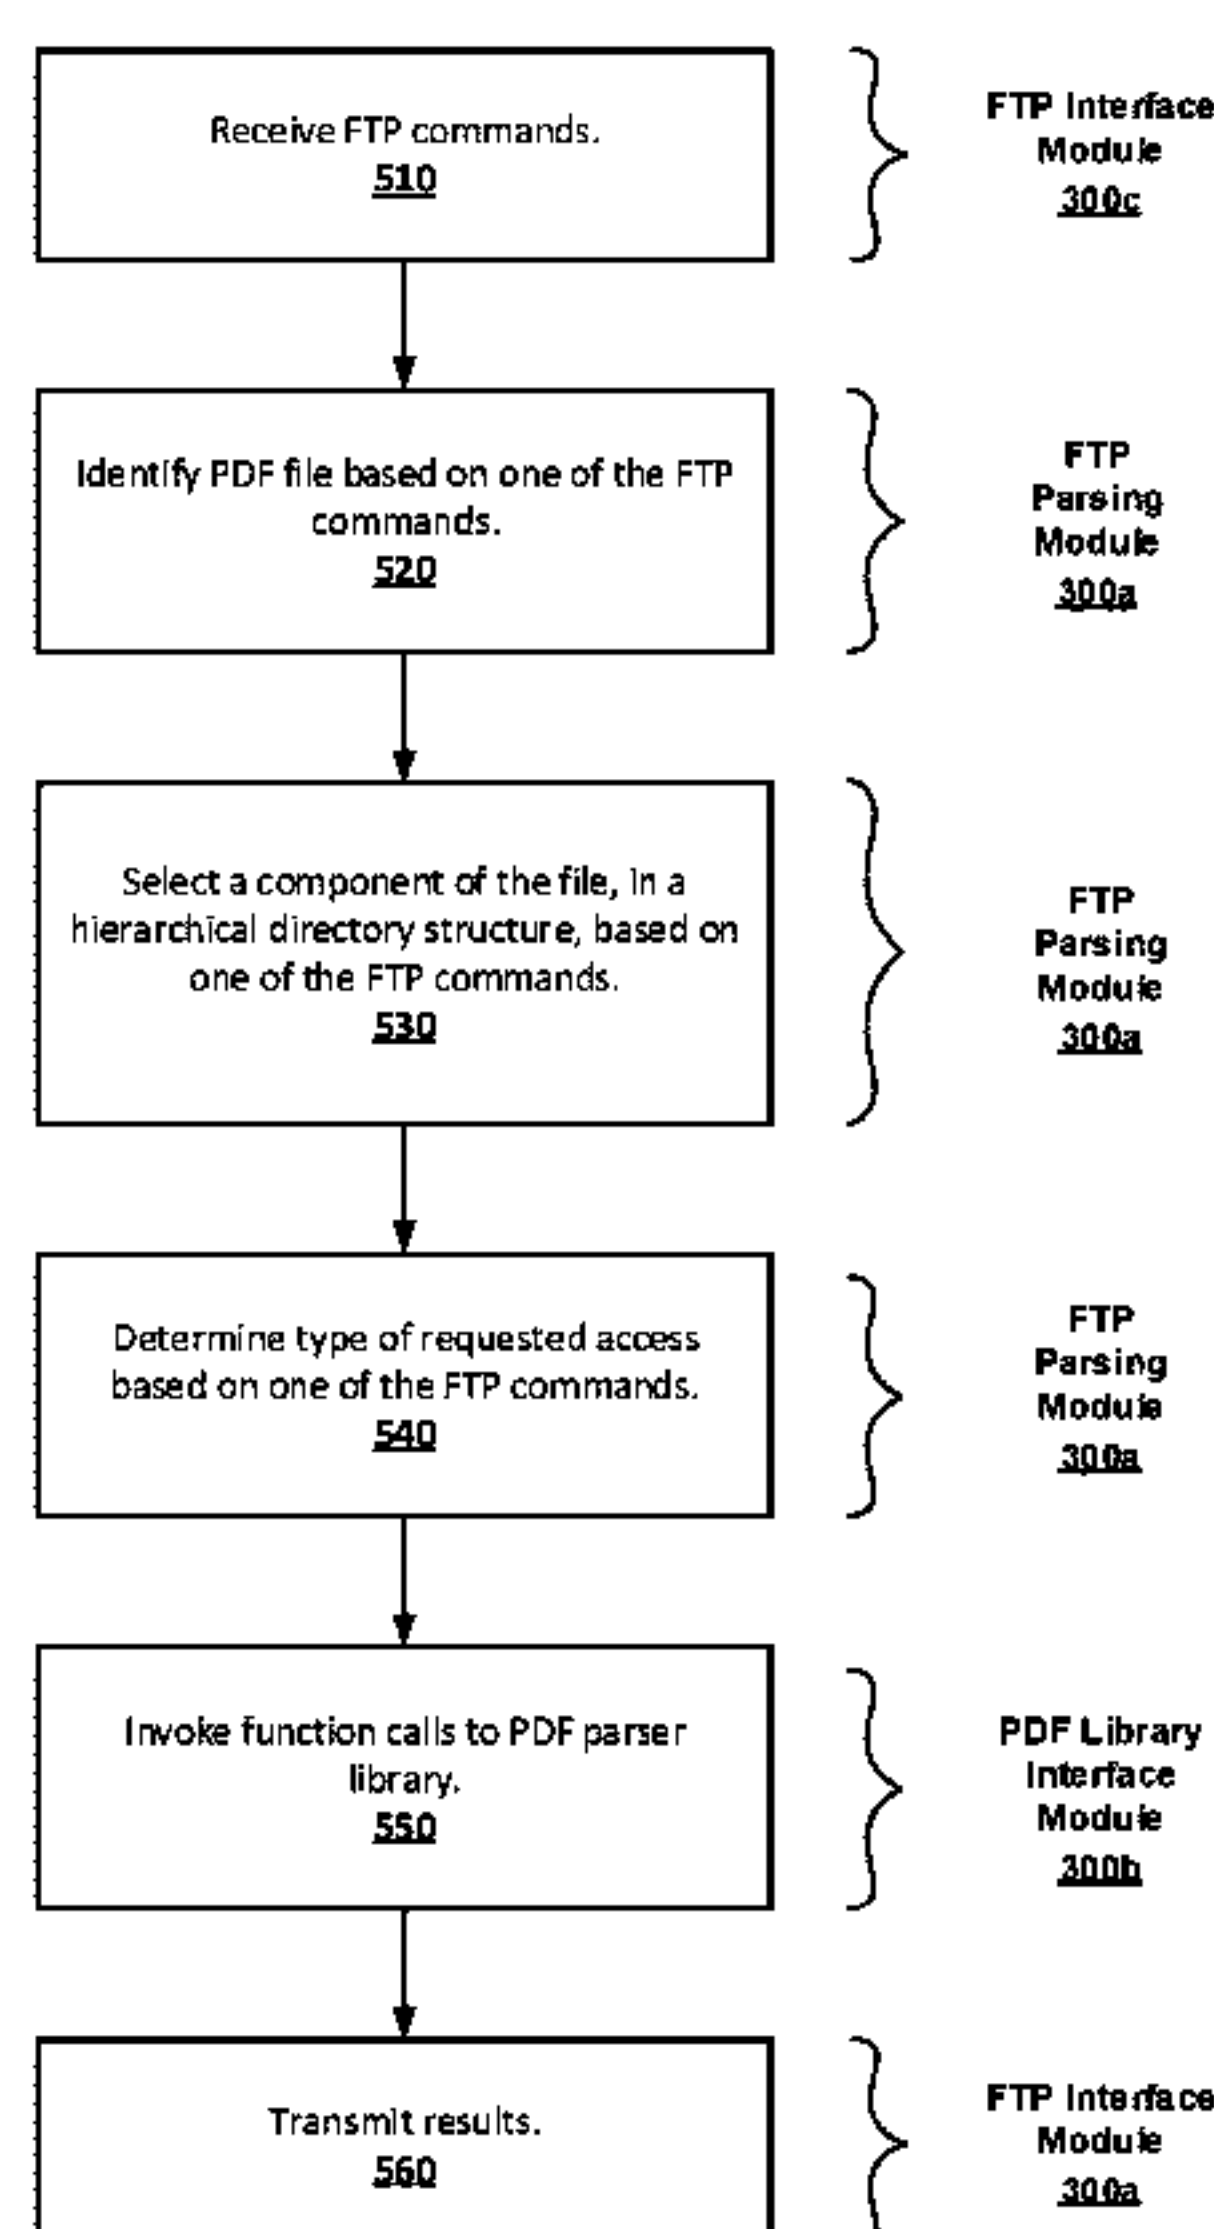 Receive FTP commands.
510
FTP Interface
Module
300c
Identify PDF file based on one of the FTP
commands.
520
FTP
Parsing
Module
300a
Select a component of the file, in a
hierarchical directory structure, based on
one of the FTP commands.
530
FTP
Parsing
Module
300a
Determine type of requested access
based on one of the FTP commands.
540
FTP
Parsing
Module
300a
Invoke function calls to PDF parser
library.
550
PDF Library
Interface
Module
300b
Transmit results.
560
FTP Interface
Module
300a